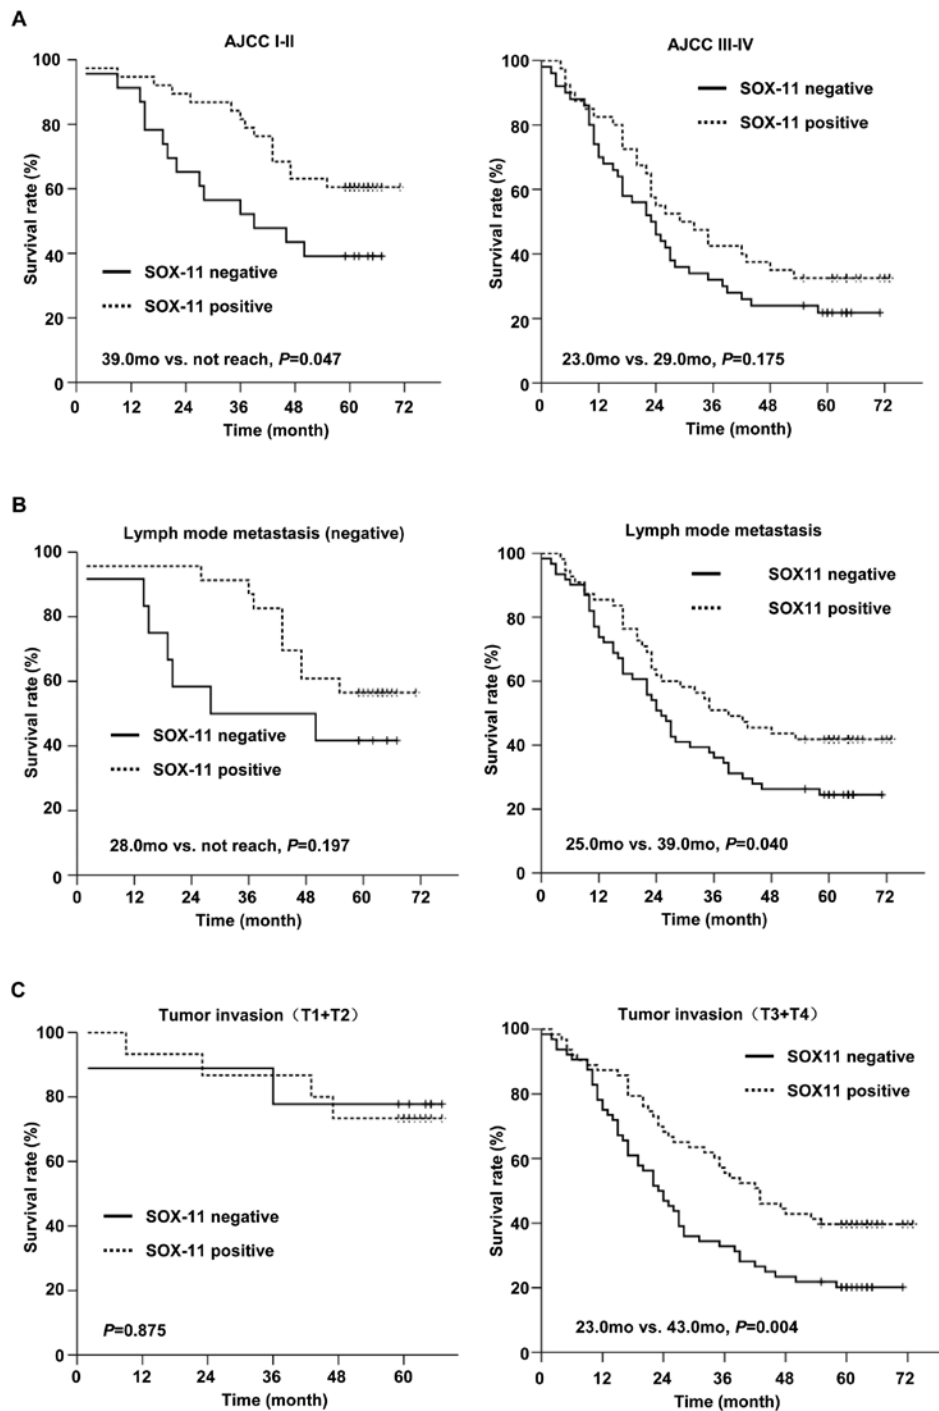 A
AJCC I-II
100
80
60
40
20
0
Survival rate (%)
SOX-11 negative
SOX-11 positive
39.0mo vs. not reach, P=0.047
0 12 24 36 48 60 72
Time (month)
AJCC III-IV
100
80
60
40
20
0
Survival rate (%)
SOX-11 negative
SOX-11 positive
23.0mo vs. 29.0mo, P=0.175
0 12 24 36 48 60 72
Time (month)
B
Lymph mode metastasis (negative)
100
80
60
40
20
0
Survival rate (%)
SOX-11 negative
SOX-11 positive
28.0mo vs. not reach, P=0.197
0 12 24 36 48 60 72
Time (month)
Lymph mode metastasis
100
80
60
40
20
0
Survival rate (%)
SOX11 negative
SOX11 positive
25.0mo vs. 39.0mo, P=0.040
0 12 24 36 48 60 72
Time (month)
C
Tumor invasion（T1+T2）
100
80
60
40
20
0
Survival rate (%)
SOX-11 negative
SOX-11 positive
P=0.875
0 12 24 36 48 60
Time (month)
Tumor invasion（T3+T4）
100
80
60
40
20
0
Survival rate (%)
SOX11 negative
SOX11 positive
23.0mo vs. 43.0mo, P=0.004
0 12 24 36 48 60 72
Time (month)